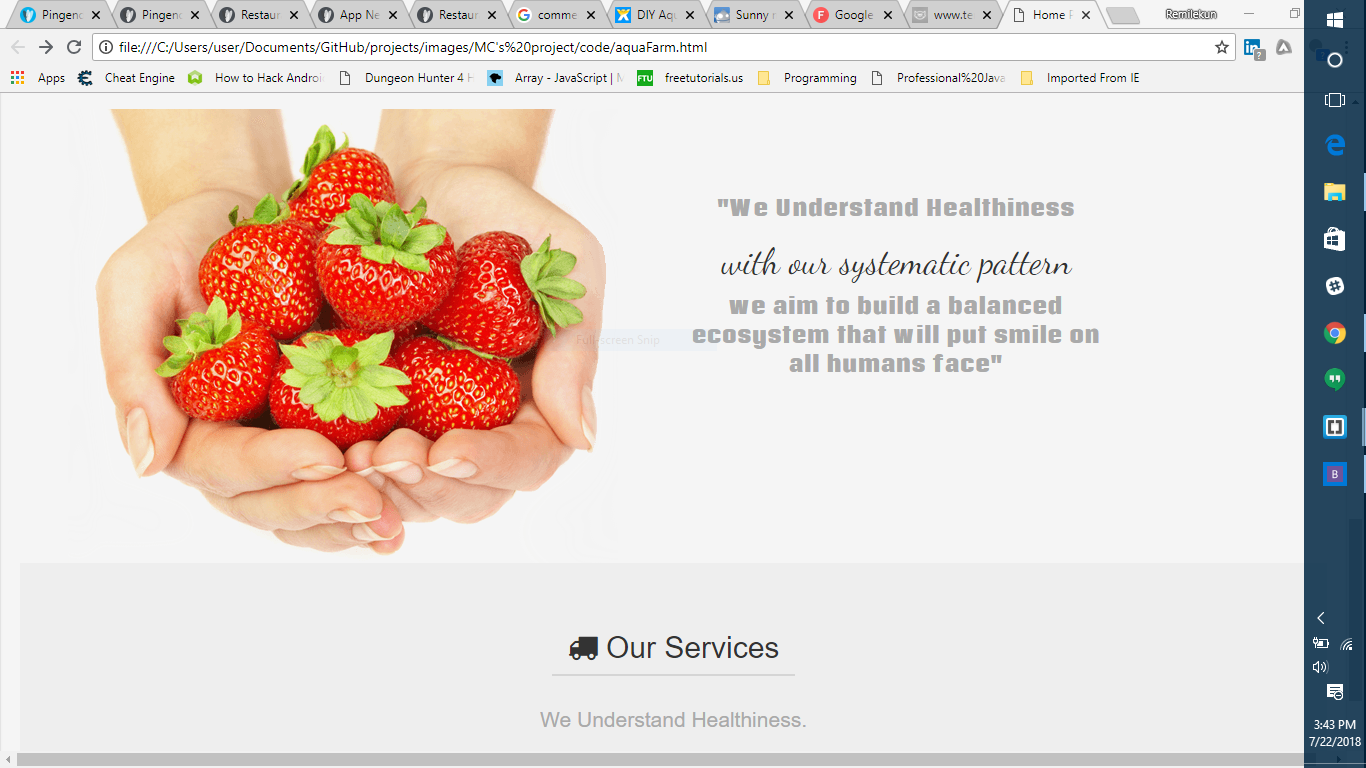 Pingend
Pingend
Restaur
App Ne
Restaur
comme
DIY Aqu
Sunny r
Google
www.te
Home P
Remilekun
file:///C:/Users/user/Documents/GitHub/projects/images/MC's%20project/code/aquaFarm.html
Apps
Cheat Engine
How to Hack Androi
Dungeon Hunter 4 H
Array - JavaScript | M
FTU
freetutorials.us
Programming
Professional%20Java
Imported From IE
"We Understand Healthiness
with our systematic pattern
we aim to build a balanced
ecosystem that will put smile on
all humans face"
Full-screen Snip
Our Services
We Understand Healthiness.
B
3:43 PM
7/22/2018